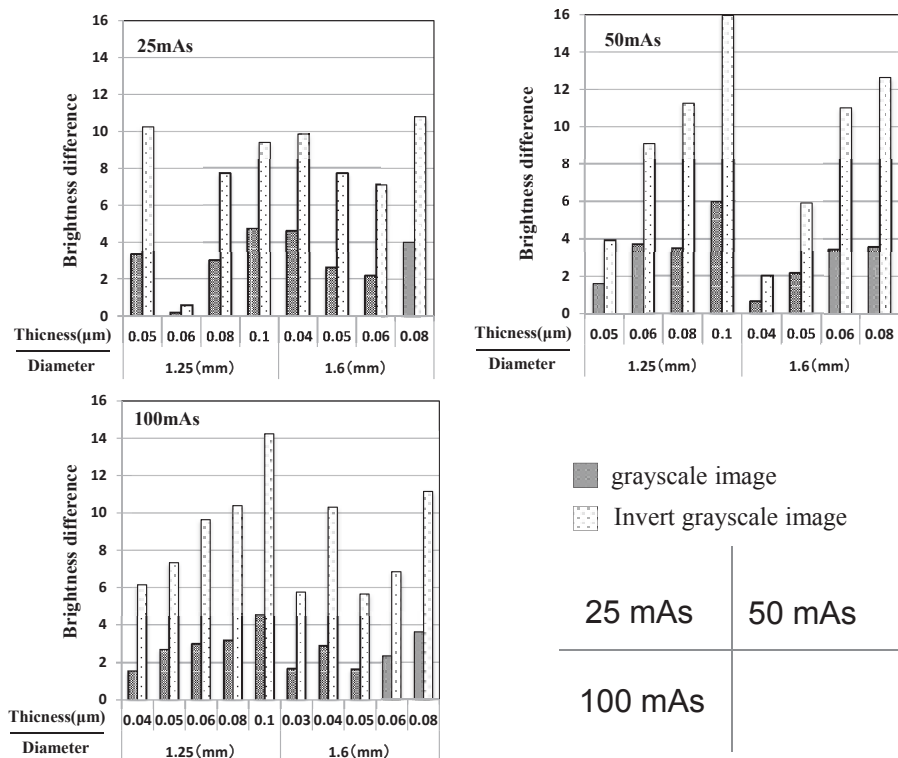 25mAs
Brightness difference
16
14
12
10
8
6
4
2
0
Thicness(μm) 0.05 0.06 0.08 0.1 0.04 0.05 0.06 0.08
Diameter 1.25(mm) 1.6(mm)
50mAs
Brightness difference
16
14
12
10
8
6
4
2
0
Thicness(μm) 0.05 0.06 0.08 0.1 0.04 0.05 0.06 0.08
Diameter 1.25(mm) 1.6(mm)
100mAs
Brightness difference
16
14
12
10
8
6
4
2
0
Thicness(μm) 0.04 0.05 0.06 0.08 0.1 0.03 0.04 0.05 0.06 0.08
Diameter 1.25(mm) 1.6(mm)
grayscale image
Invert grayscale image
25 mAs 50 mAs
100 mAs